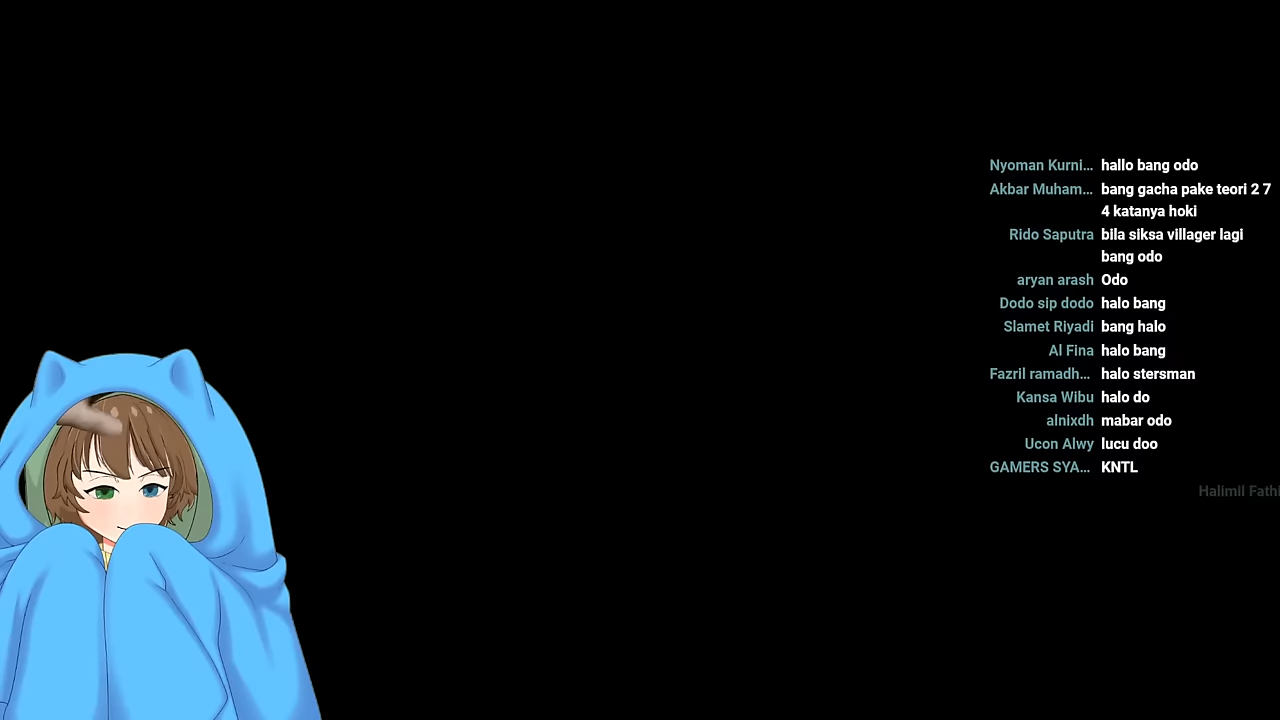 Nyoman Kurni... hallo bang odo
Akbar Muham... bang gacha pake teori 2 7
4 katanya hoki
Rido Saputra bila siksa villager lagi
bang odo
aryan arash Odo
Dodo sip dodo halo bang
Slamet Riyadi bang halo
Al Fina halo bang
Fazril ramadh... halo stersman
Kansa Wibu halo do
alnixdh mabar odo
Ucon Alwy lucu doo
GAMERS SYA... KNTL
Halimil Fath